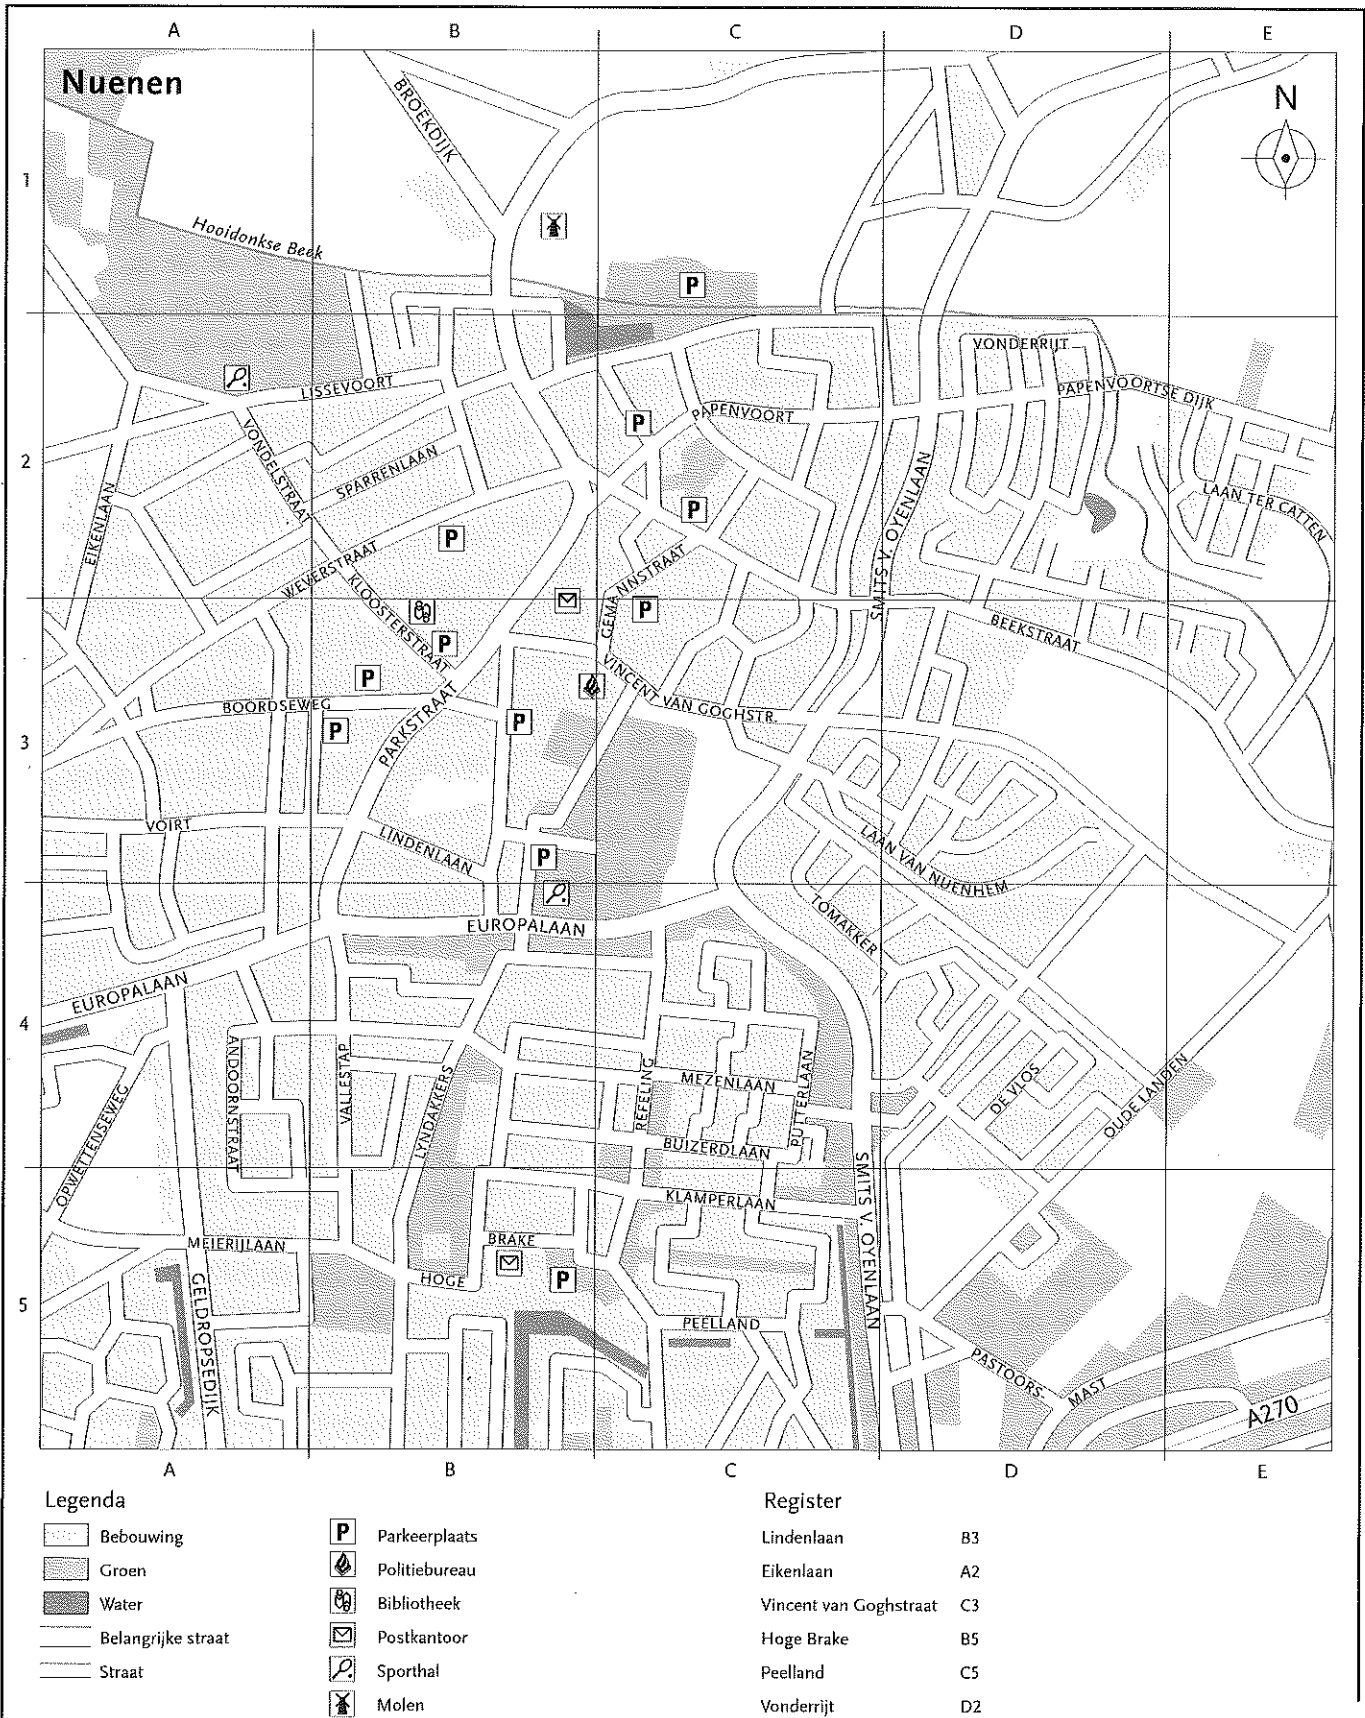 A B C D E
Nuenen
N
BROEKDIJK
1
Hooidonkse Beek
P
VONDERRIJT
LISSEVOORT
PAPENVOORTSE DIJK
PAPENVOORT
P
VONDELSTRAAT
2
SPARRENLAAN
SMITS V. OYENLAAN
EIKENLAAN
LAAN TER CATTEN
P
P
WEVERSTRAAT
KLOOSTERSTRAAT
GEMANNSTRAAT
P
BEEKSTRAAT
P
VINCENT VAN GOGHSTR.
P
BOORDSEWEG
PARKSTRAAT
P
P
3
VOIRT
LINDENLAAN
LAAN VAN NUENHEM
P
TOMAKKER
EUROPALAAN
EUROPALAAN
4
ANDOORNSTRAAT
VALLESTAP
LYNDAKKERS
REFELING
MEZENLAAN
PUTTERLAAN
DE VLOS
OUDE LANDEN
OPWETTENSEWEG
BUIZERDLAAN
KLAMPERLAAN
SMITS V. OYENLAAN
MEIERIJLAAN
BRAKE
HOGE
P
5
GELDROPSEDIJK
PEELLAND
PASTOORS-
MAST
A270
A B C D E
Legenda
Bebouwing
Groen
Water
Belangrijke straat
Straat
P Parkeerplaats
Politiebureau
Bibliotheek
Postkantoor
Sporthal
Molen
Register
Lindenlaan B3
Eikenlaan A2
Vincent van Goghstraat C3
Hoge Brake B5
Peelland C5
Vonderrijt D2